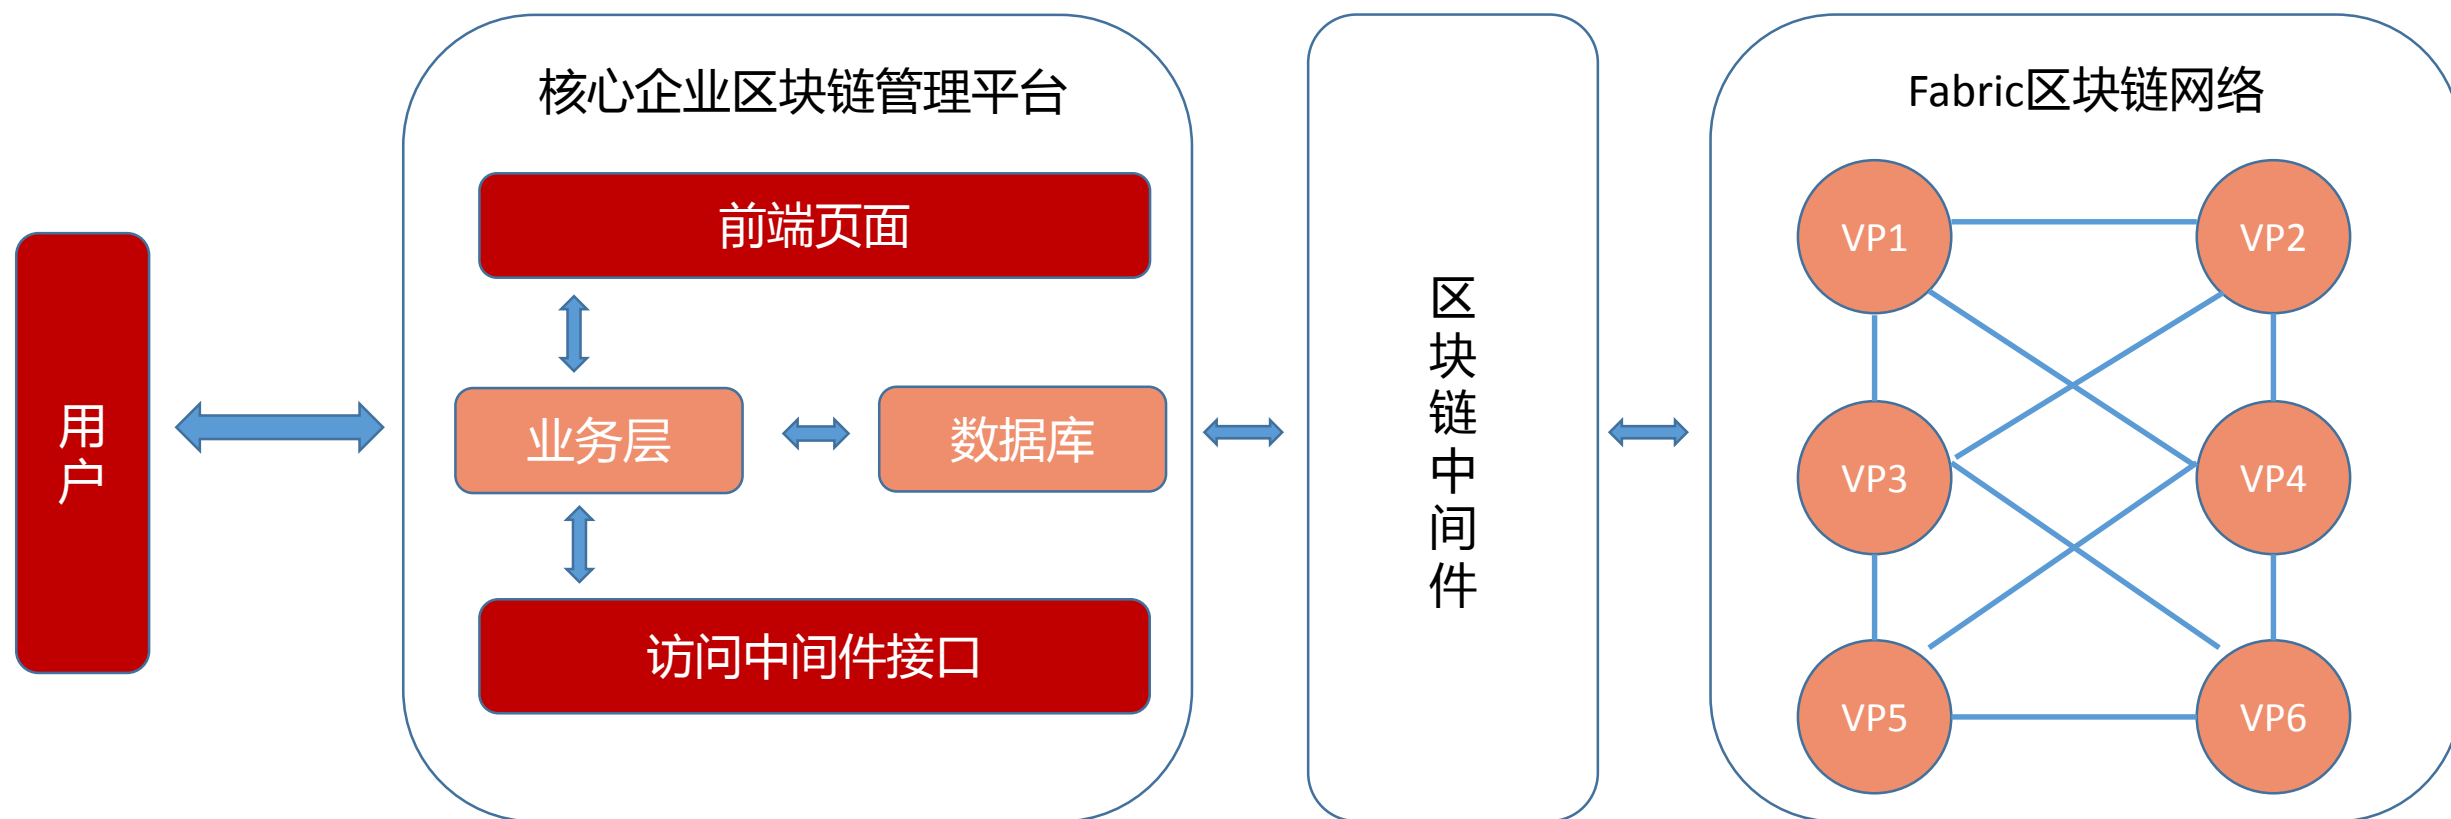 用户
核心企业区块链管理平台
前端页面
业务层
数据库
访问中间件接口
区块链中间件
Fabric区块链网络
VP1
VP2
VP3
VP4
VP5
VP6